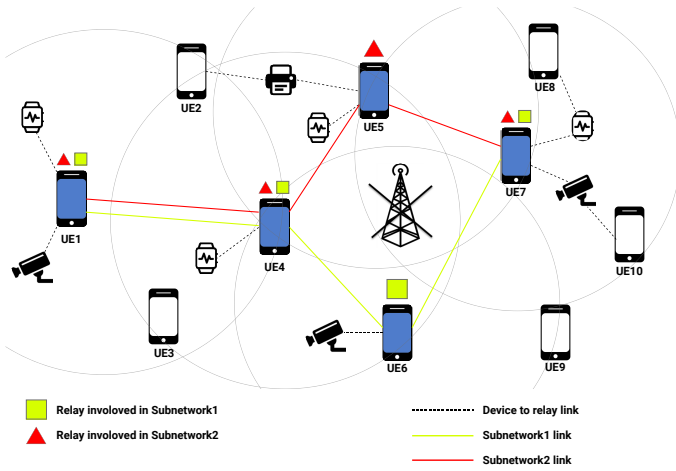 UE8
UE2
UE5
UE7
UE1
UE4
UE10
UE3
UE6
UE9
Relay involoved in Subnetwork1
Device to relay link
Relay involoved in Subnetwork2
Subnetwork1 link
Subnetwork2 link